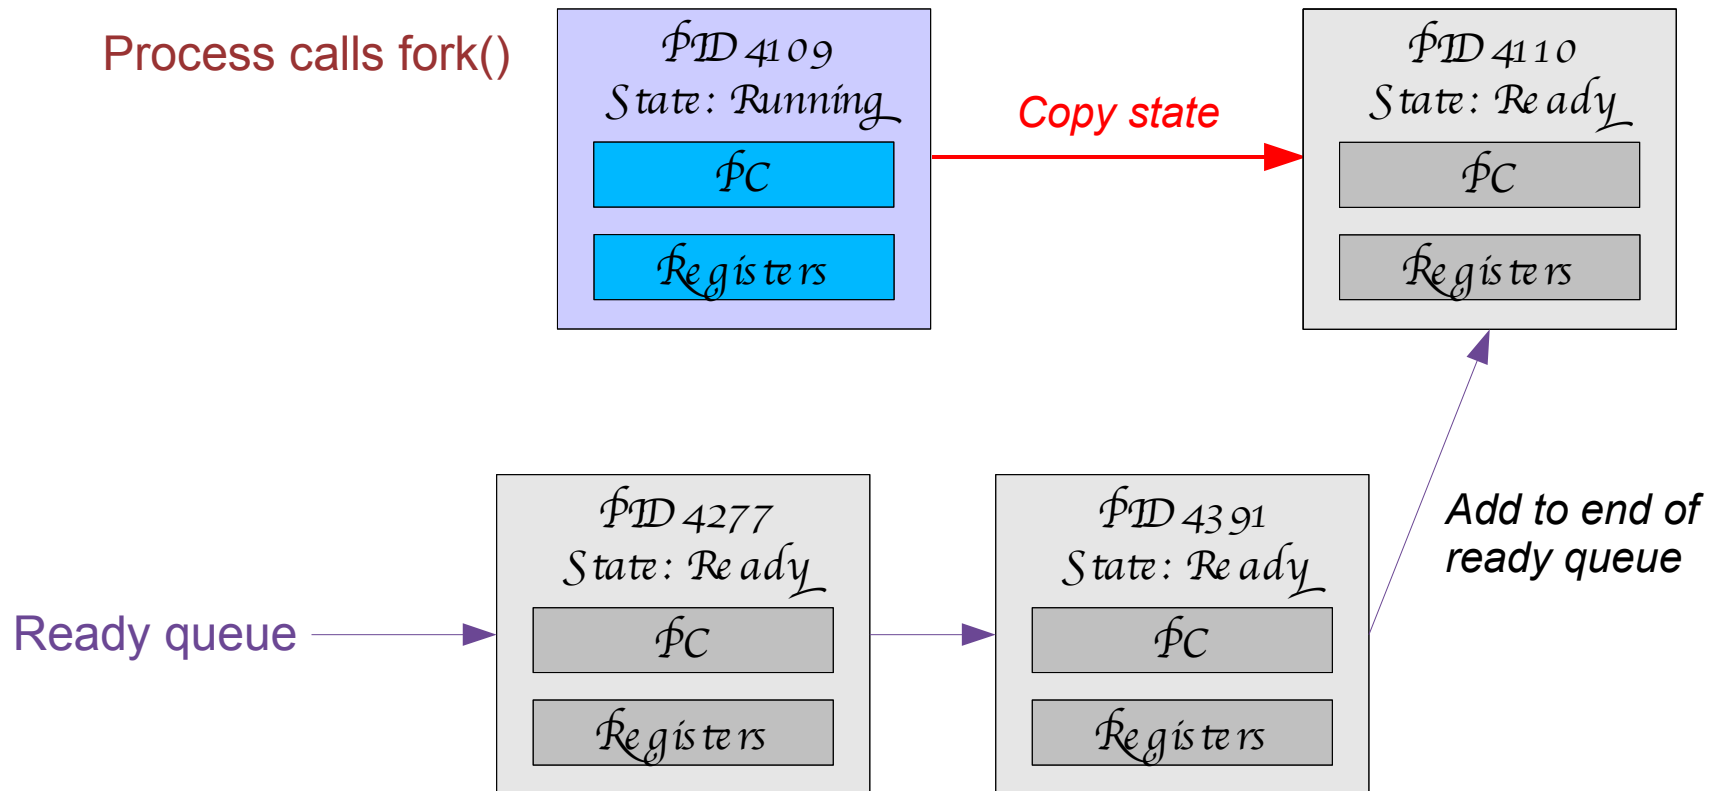 Process calls fork()
PID 4109
State: Running
PC
Registers
Copy state
PID 4110
State: Ready
PC
Registers
Ready queue
PID 4277
State: Ready
PC
Registers
PID 4391
State: Ready
PC
Registers
Add to end of
ready queue